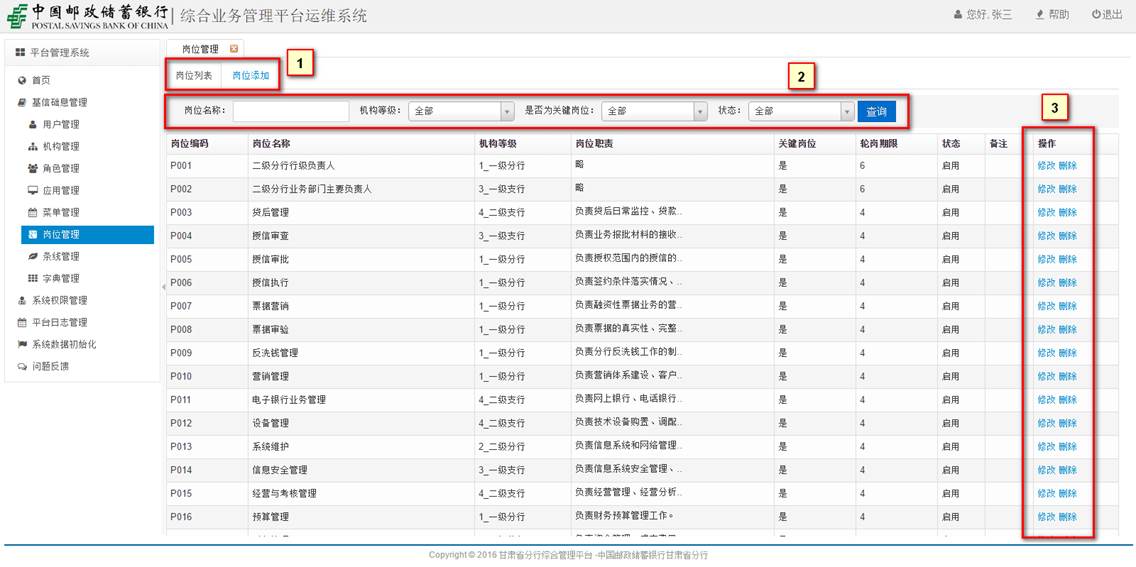 中国邮政储蓄银行 综合业务管理平台运维系统 您好, 张三 帮助 退出
POSTAL SAVINGS BANK OF CHINA
平台管理系统
首页
基信础息管理
用户管理
机构管理
角色管理
应用管理
菜单管理
岗位管理
条线管理
字典管理
系统权限管理
平台日志管理
系统数据初始化
问题反馈
岗位管理
岗位列表 岗位添加 1
2
岗位名称: 机构等级: 全部 是否为关键岗位: 全部 状态: 全部 查询
3
岗位编码 岗位名称 机构等级 岗位职责 关键岗位 轮岗期限 状态 备注 操作
P001 二级分行行级负责人 1_一级分行 略 是 6 启用 修改 删除
P002 二级分行业务部门主要负责人 3_一级支行 略 是 6 启用 修改 删除
P003 贷后管理 4_二级支行 负责贷后日常监控、贷款.. 是 4 启用 修改 删除
P004 授信审查 3_一级支行 负责业务报批材料的接收.. 是 4 启用 修改 删除
P005 授信审批 1_一级分行 负责授权范围内的授信的.. 是 4 启用 修改 删除
P006 授信执行 1_一级分行 负责签约条件落实情况、.. 是 4 启用 修改 删除
P007 票据营销 1_一级分行 负责融资性票据业务的营.. 是 4 启用 修改 删除
P008 票据审验 1_一级分行 负责票据的真实性、完整.. 是 4 启用 修改 删除
P009 反洗钱管理 1_一级分行 负责分行反洗钱工作的制.. 是 4 启用 修改 删除
P010 营销管理 1_一级分行 负责营销体系建设、客户.. 是 4 启用 修改 删除
P011 电子银行业务管理 4_二级支行 负责网上银行、电话银行.. 是 4 启用 修改 删除
P012 设备管理 4_二级支行 负责技术设备购置、调配.. 是 4 启用 修改 删除
P013 系统维护 2_二级分行 负责信息系统和网络管理.. 是 4 启用 修改 删除
P014 信息安全管理 3_一级支行 负责信息系统安全管理、.. 是 4 启用 修改 删除
P015 经营与考核管理 4_二级支行 负责经营管理、经营分析.. 是 4 启用 修改 删除
P016 预算管理 1_一级分行 负责财务预算管理工作。 是 4 启用 修改 删除
Copyright © 2016 甘肃省分行综合管理平台 -中国邮政储蓄银行甘肃省分行